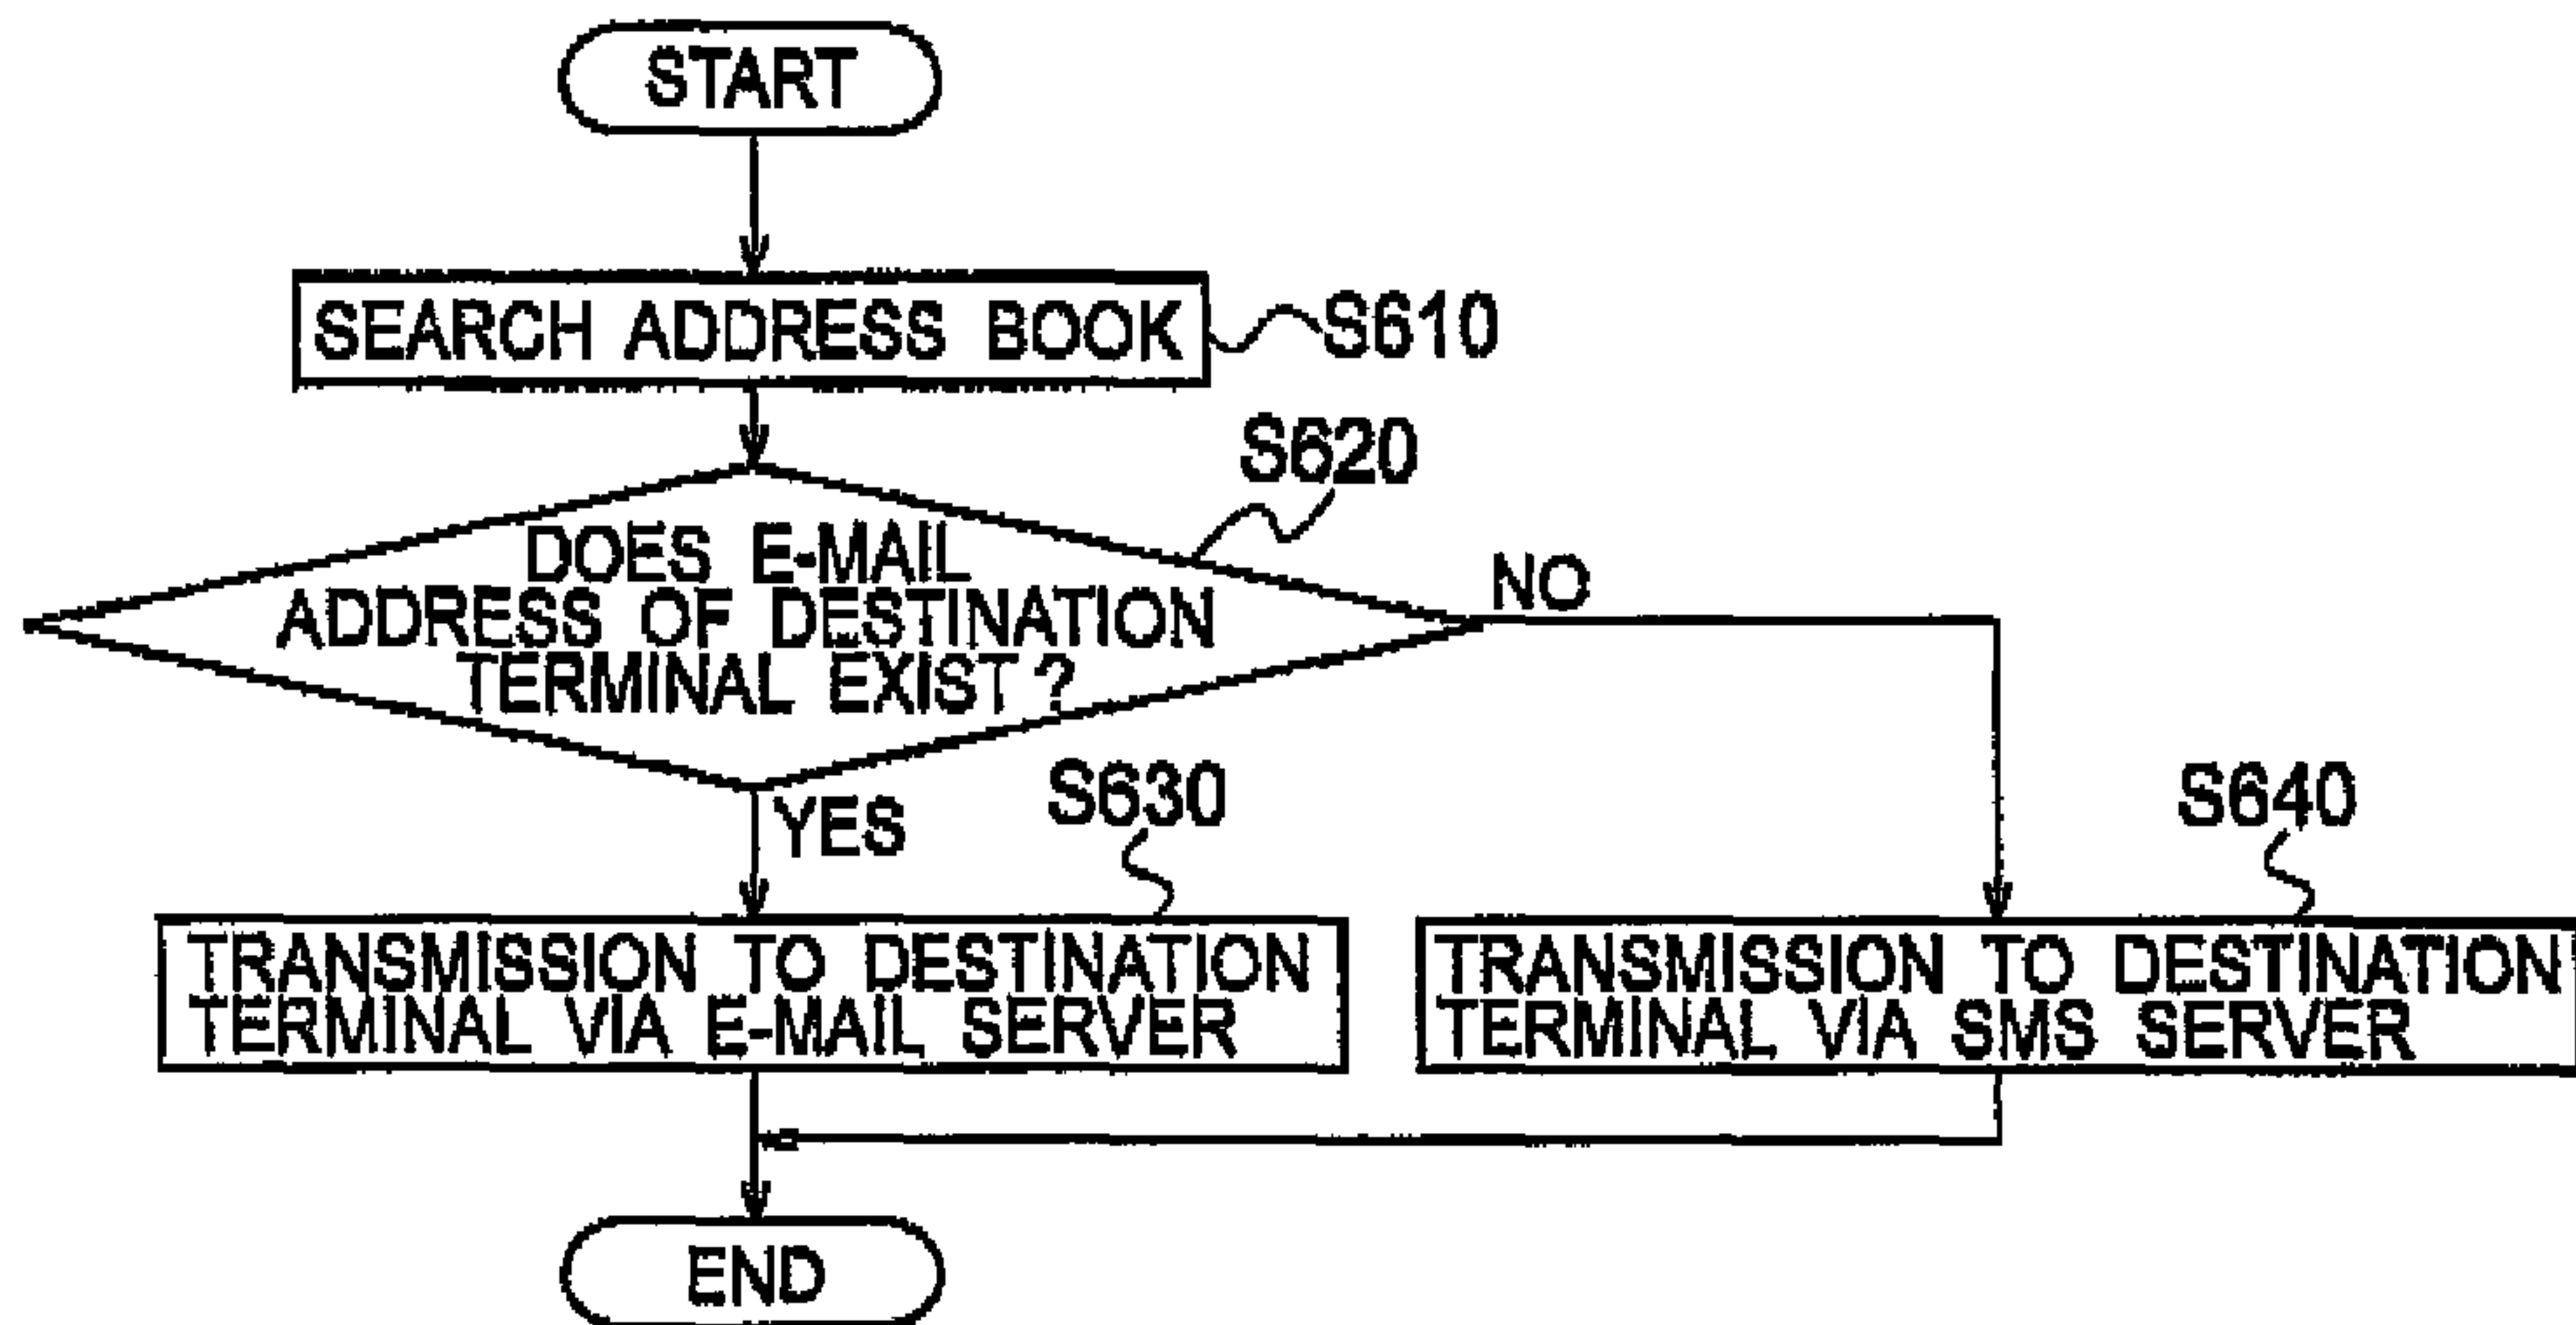 START
SEARCH ADDRESS BOOK
S610
S620
DOES E-MAIL
ADDRESS OF DESTINATION
TERMINAL EXIST ?
NO
YES
S630
TRANSMISSION TO DESTINATION
TERMINAL VIA E-MAIL SERVER
S640
TRANSMISSION TO DESTINATION
TERMINAL VIA SMS SERVER
END